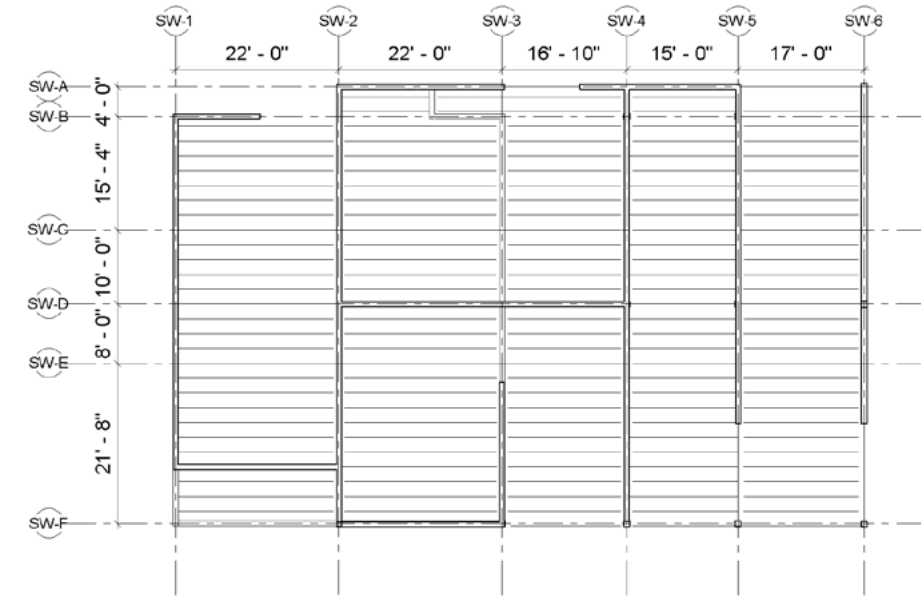 SW-1 SW-2 SW-3 SW-4 SW-5 SW-6
22' - 0" 22' - 0" 16' - 10" 15' - 0" 17' - 0"
SW-A
4' - 0"
SW-B
15' - 4"
SW-C
10' - 0"
SW-D
8' - 0"
SW-E
21' - 8"
SW-F